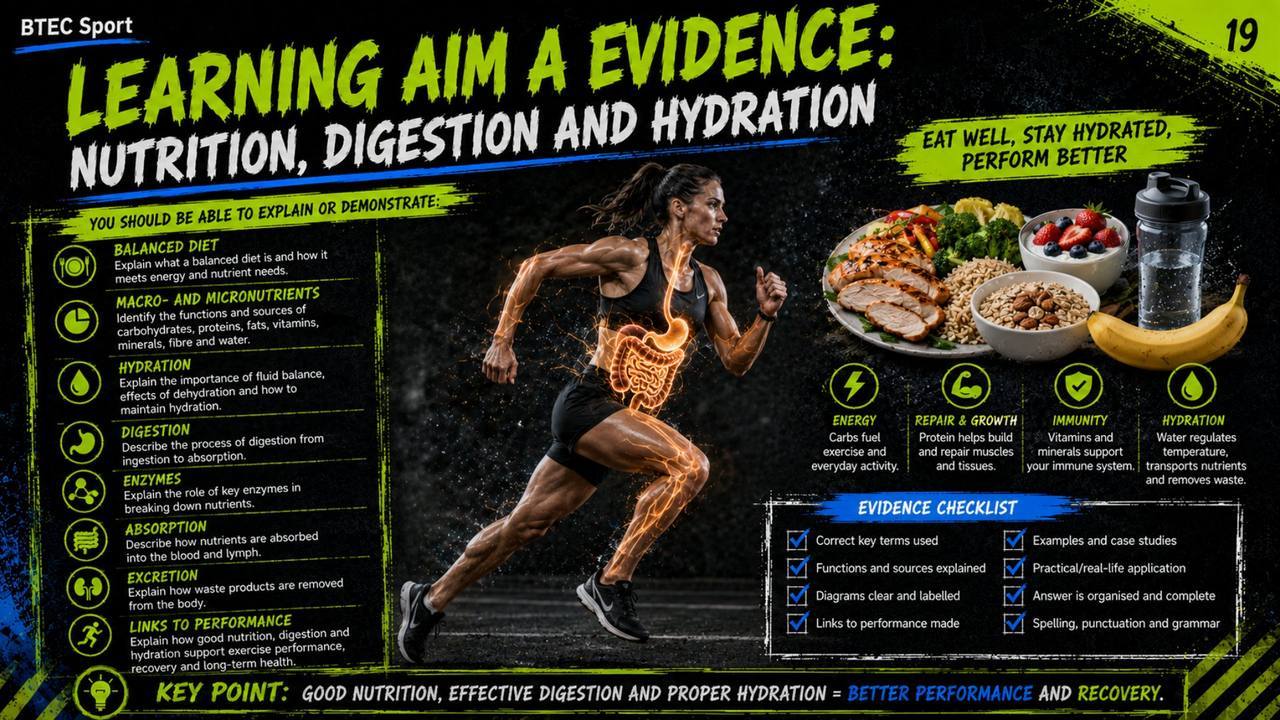 BTEC Sport
19
LEARNING AIM A EVIDENCE:
NUTRITION, DIGESTION AND HYDRATION
YOU SHOULD BE ABLE TO EXPLAIN OR DEMONSTRATE:
BALANCED DIET
Explain what a balanced diet is and how it
meets energy and nutrient needs.
MACRO- AND MICRONUTRIENTS
Identify the functions and sources of
carbohydrates, proteins, fats, vitamins,
minerals, fibre and water.
HYDRATION
Explain the importance of fluid balance,
effects of dehydration and how to
maintain hydration.
DIGESTION
Describe the process of digestion from
ingestion to absorption.
ENZYMES
Explain the role of key enzymes in
breaking down nutrients.
ABSORPTION
Describe how nutrients are absorbed
into the blood and lymph.
EXCRETION
Explain how waste products are removed
from the body.
LINKS TO PERFORMANCE
Explain how good nutrition, digestion and
hydration support exercise performance,
recovery and long-term health.
EAT WELL, STAY HYDRATED,
PERFORM BETTER
ENERGY
Carbs fuel
exercise and
everyday activity.
REPAIR & GROWTH
Protein helps build
and repair muscles
and tissues.
IMMUNITY
Vitamins and
minerals support
your immune system.
HYDRATION
Water regulates
temperature,
transports nutrients
and removes waste.
EVIDENCE CHECKLIST
Correct key terms used
Functions and sources explained
Diagrams clear and labelled
Links to performance made
Examples and case studies
Practical/real-life application
Answer is organised and complete
Spelling, punctuation and grammar
KEY POINT: GOOD NUTRITION, EFFECTIVE DIGESTION AND PROPER HYDRATION = BETTER PERFORMANCE AND RECOVERY.